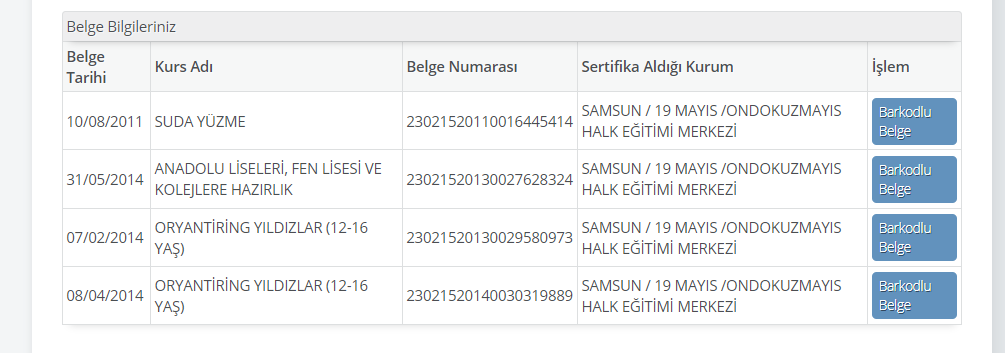 Belge Bilgileriniz
Belge Tarihi Kurs Adı Belge Numarası Sertifika Aldığı Kurum İşlem
10/08/2011 SUDA YÜZME 23021520110016445414 SAMSUN / 19 MAYIS /ONDOKUZMAYIS HALK EĞİTİMİ MERKEZİ Barkodlu Belge
31/05/2014 ANADOLU LİSELERİ, FEN LİSESİ VE KOLEJLERE HAZIRLIK 23021520130027628324 SAMSUN / 19 MAYIS /ONDOKUZMAYIS HALK EĞİTİMİ MERKEZİ Barkodlu Belge
07/02/2014 ORYANTİRİNG YILDIZLAR (12-16 YAŞ) 23021520130029580973 SAMSUN / 19 MAYIS /ONDOKUZMAYIS HALK EĞİTİMİ MERKEZİ Barkodlu Belge
08/04/2014 ORYANTİRİNG YILDIZLAR (12-16 YAŞ) 23021520140030319889 SAMSUN / 19 MAYIS /ONDOKUZMAYIS HALK EĞİTİMİ MERKEZİ Barkodlu Belge